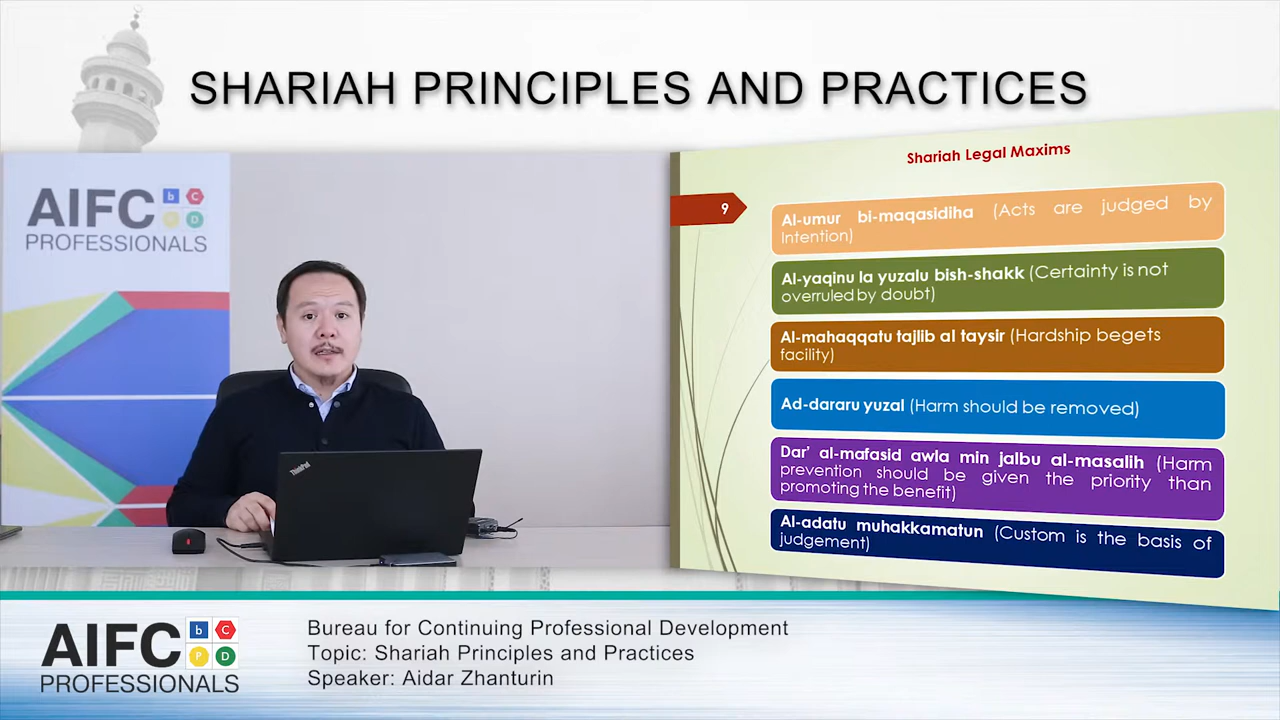 SHARIAH PRINCIPLES AND PRACTICES
AIFC
b C
P D
PROFESSIONALS
ThinkPad
Shariah Legal Maxims
9
Al-umur bi-maqasidiha (Acts are judged by
Intention)
Al-yaqinu la yuzalu bish-shakk (Certainty is not
overruled by doubt)
Al-mahaqqatu tajlib al taysir (Hardship begets
facility)
Ad-dararu yuzal (Harm should be removed)
Dar' al-mafasid awla min jalbu al-masalih (Harm
prevention should be given the priority than
promoting the benefit)
Al-adatu muhakkamatun (Custom is the basis of
judgement)
AIFC
b C
P D
PROFESSIONALS
Bureau for Continuing Professional Development
Topic: Shariah Principles and Practices
Speaker: Aidar Zhanturin